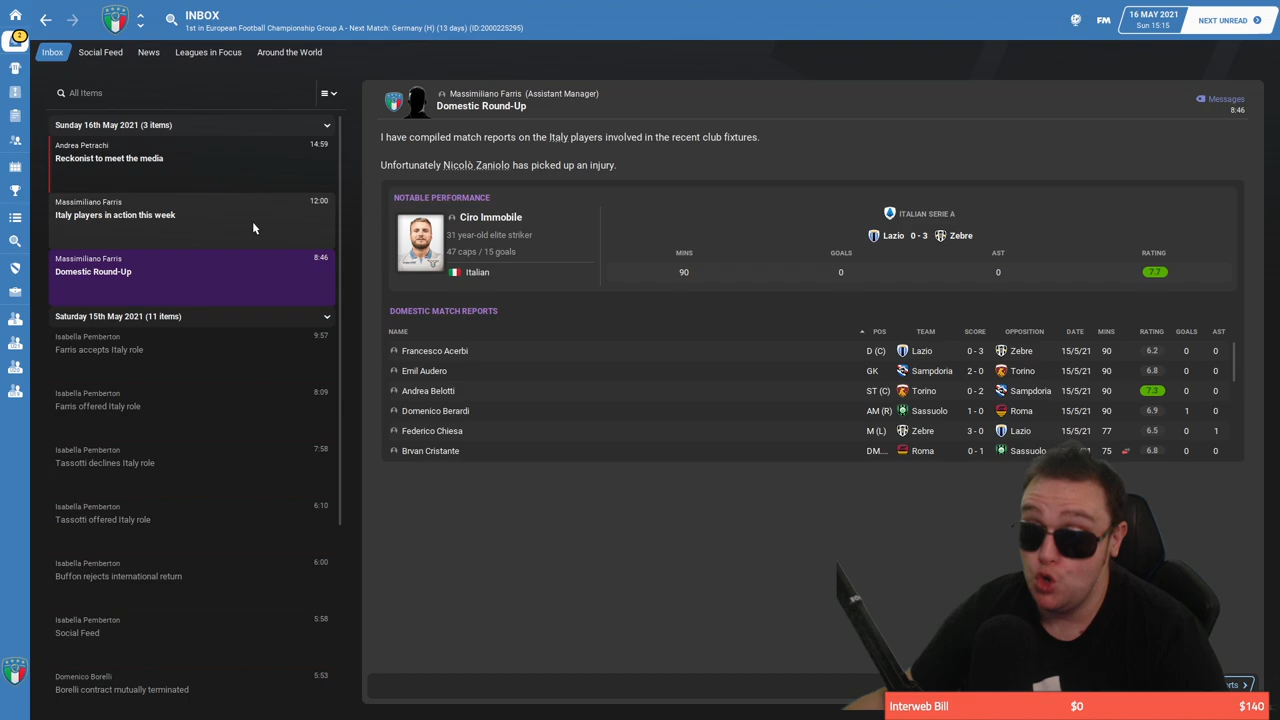 2
INBOX
1st in European Football Championship Group A - Next Match: Germany (H) (13 days) (ID:2000225295)
FM
16 MAY 2021
Sun 15:15
NEXT UNREAD
Inbox Social Feed News Leagues in Focus Around the World
All Items
Sunday 16th May 2021 (3 items)
Andrea Petrachi 14:59
Reckonist to meet the media
Massimiliano Farris 12:00
Italy players in action this week
Massimiliano Farris 8:46
Domestic Round-Up
Saturday 15th May 2021 (11 items)
Isabella Pemberton 9:57
Farris accepts Italy role
Isabella Pemberton 8:09
Farris offered Italy role
Isabella Pemberton 7:58
Tassotti declines Italy role
Isabella Pemberton 6:10
Tassotti offered Italy role
Isabella Pemberton 6:00
Buffon rejects international return
Isabella Pemberton 5:58
Social Feed
Domenico Borelli 5:53
Borelli contract mutually terminated
Massimiliano Farris (Assistant Manager)
Domestic Round-Up
Messages
8:46
I have compiled match reports on the Italy players involved in the recent club fixtures.
Unfortunately Nicolò Zaniolo has picked up an injury.
NOTABLE PERFORMANCE
Ciro Immobile
31 year-old elite striker
47 caps / 15 goals
Italian
ITALIAN SERIE A
Lazio 0 - 3 Zebre
MINS GOALS AST RATING
90 0 0 7.7
DOMESTIC MATCH REPORTS
NAME POS TEAM SCORE OPPOSITION DATE MINS RATING GOALS AST
Francesco Acerbi D (C) Lazio 0 - 3 Zebre 15/5/21 90 6.2 0 0
Emil Audero GK Sampdoria 2 - 0 Torino 15/5/21 90 6.8 0 0
Andrea Belotti ST (C) Torino 0 - 2 Sampdoria 15/5/21 90 7.3 0 0
Domenico Berardi AM (R) Sassuolo 1 - 0 Roma 15/5/21 90 6.9 1 0
Federico Chiesa M (L) Zebre 3 - 0 Lazio 15/5/21 77 6.5 0 1
Bryan Cristante DM... Roma 0 - 1 Sassuolo 75 6.8 0 0
Interweb Bill $0 $140